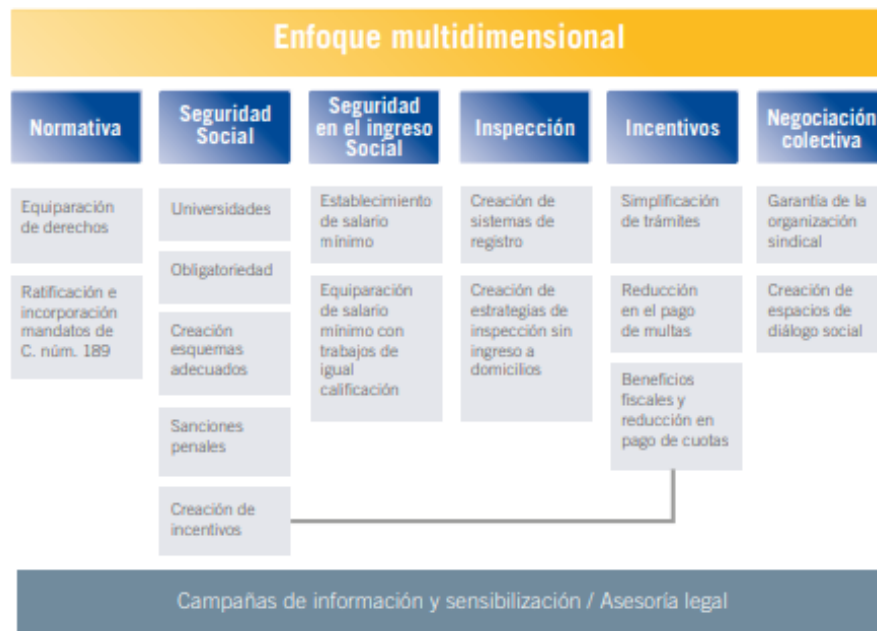 Enfoque multidimensional
Normativa
Equiparación
de derechos
Ratificación e
incorporación
mandatos de
C. núm. 189
Seguridad
Social
Universidades
Obligatoriedad
Creación
esquemas
adecuados
Sanciones
penales
Creación de
incentivos
Seguridad
en el ingreso
Social
Establecimiento
de salario
mínimo
Equiparación
de salario
mínimo con
trabajos de
igual
calificación
Inspección
Creación de
sistemas de
registro
Creación de
estrategias de
inspección sin
ingreso a
domicilios
Incentivos
Simplificación
de trámites
Reducción
en el pago
de multas
Beneficios
fiscales y
reducción en
pago de cuotas
Negociación
colectiva
Garantía de la
organización
sindical
Creación de
espacios de
diálogo social
Campañas de información y sensibilización / Asesoría legal